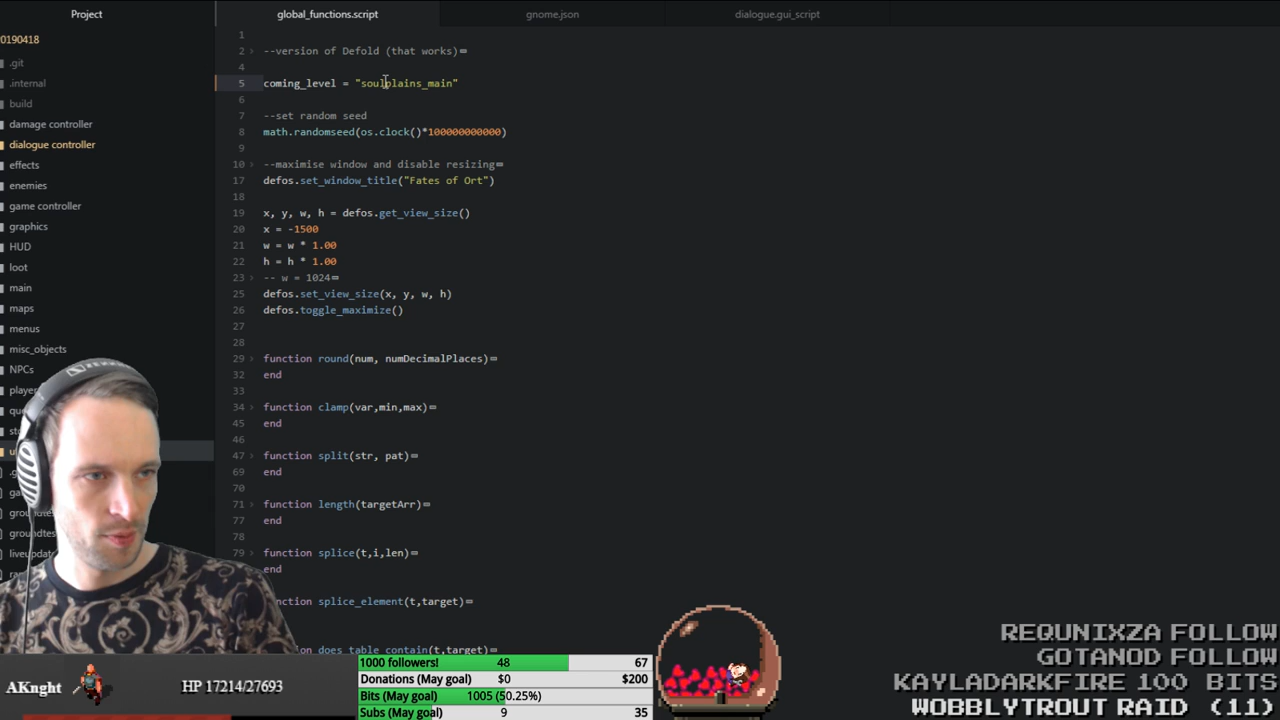 Project
global_functions.script
gnome.json
dialogue.gui_script
0190418
.git
.internal
build
damage controller
dialogue controller
effects
enemies
game controller
graphics
HUD
loot
main
maps
menus
misc_objects
NPCs
1
2 --version of Defold (that works)
4
5 coming_level = "soulplains_main"
6
7 --set random seed
8 math.randomseed(os.clock()*100000000000)
9
10 --maximise window and disable resizing
17 defos.set_window_title("Fates of Ort")
18
19 x, y, w, h = defos.get_view_size()
20 x = -1500
21 w = w * 1.00
22 h = h * 1.00
23 -- w = 1024
25 defos.set_view_size(x, y, w, h)
26 defos.toggle_maximize()
27
28
29 function round(num, numDecimalPlaces)
32 end
33
34 function clamp(var,min,max)
45 end
46
47 function split(str, pat)
69 end
70
71 function length(targetArr)
77 end
78
79 function splice(t,i,len)
end
nction splice_element(t,target)
on does_table_contain(t,target)
AKnght
HP 17214/27693
1000 followers! 48 67
Donations (May goal) $0 $200
Bits (May goal) 1005 (50.25%)
Subs (May goal) 9 35
REQUNIXZA FOLLOW
GOTANOD FOLLOW
KAYLADARKFIRE 100 BITS
WOBBLYTROUT RAID (11)